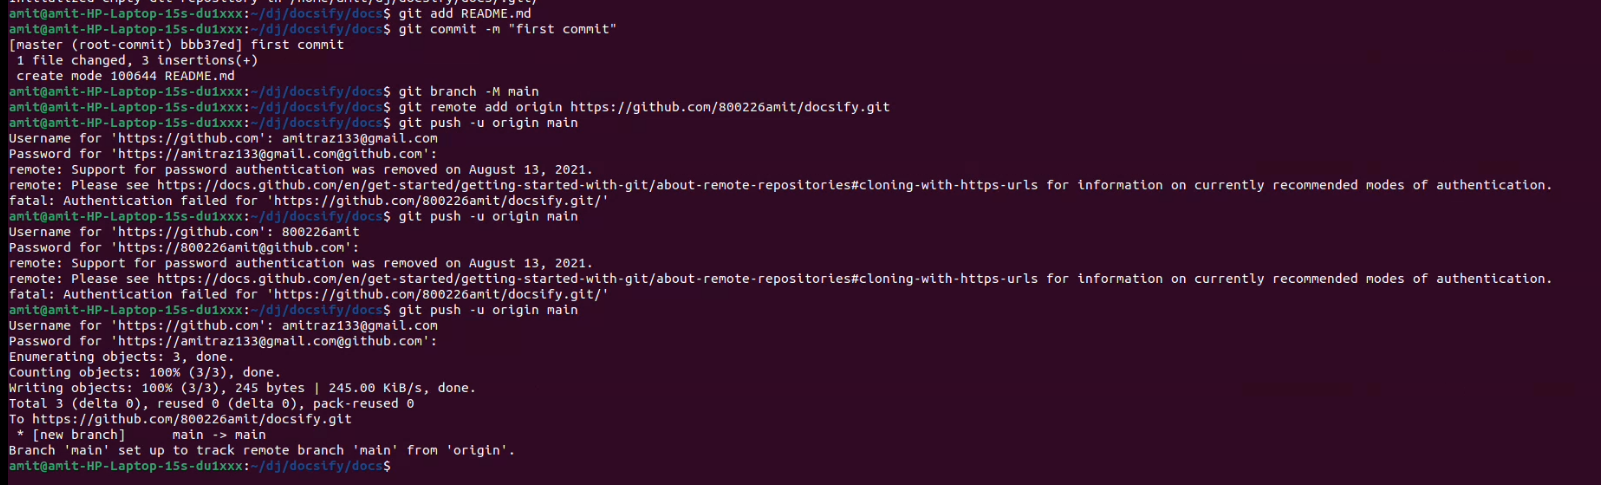 Initialized empty Git repository in /home/amit/dj/docsify/docs/.git/
amit@amit-HP-Laptop-15s-du1xxx:~/dj/docsify/docs$ git add README.md
amit@amit-HP-Laptop-15s-du1xxx:~/dj/docsify/docs$ git commit -m "first commit"
[master (root-commit) bbb37ed] first commit
 1 file changed, 3 insertions(+)
 create mode 100644 README.md
amit@amit-HP-Laptop-15s-du1xxx:~/dj/docsify/docs$ git branch -M main
amit@amit-HP-Laptop-15s-du1xxx:~/dj/docsify/docs$ git remote add origin https://github.com/800226amit/docsify.git
amit@amit-HP-Laptop-15s-du1xxx:~/dj/docsify/docs$ git push -u origin main
Username for 'https://github.com': amitraz133@gmail.com
Password for 'https://amitraz133@gmail.com@github.com':
remote: Support for password authentication was removed on August 13, 2021.
remote: Please see https://docs.github.com/en/get-started/getting-started-with-git/about-remote-repositories#cloning-with-https-urls for information on currently recommended modes of authentication.
fatal: Authentication failed for 'https://github.com/800226amit/docsify.git/'
amit@amit-HP-Laptop-15s-du1xxx:~/dj/docsify/docs$ git push -u origin main
Username for 'https://github.com': 800226amit
Password for 'https://800226amit@github.com':
remote: Support for password authentication was removed on August 13, 2021.
remote: Please see https://docs.github.com/en/get-started/getting-started-with-git/about-remote-repositories#cloning-with-https-urls for information on currently recommended modes of authentication.
fatal: Authentication failed for 'https://github.com/800226amit/docsify.git/'
amit@amit-HP-Laptop-15s-du1xxx:~/dj/docsify/docs$ git push -u origin main
Username for 'https://github.com': amitraz133@gmail.com
Password for 'https://amitraz133@gmail.com@github.com':
Enumerating objects: 3, done.
Counting objects: 100% (3/3), done.
Writing objects: 100% (3/3), 245 bytes | 245.00 KiB/s, done.
Total 3 (delta 0), reused 0 (delta 0), pack-reused 0
To https://github.com/800226amit/docsify.git
 * [new branch]      main -> main
Branch 'main' set up to track remote branch 'main' from 'origin'.
amit@amit-HP-Laptop-15s-du1xxx:~/dj/docsify/docs$